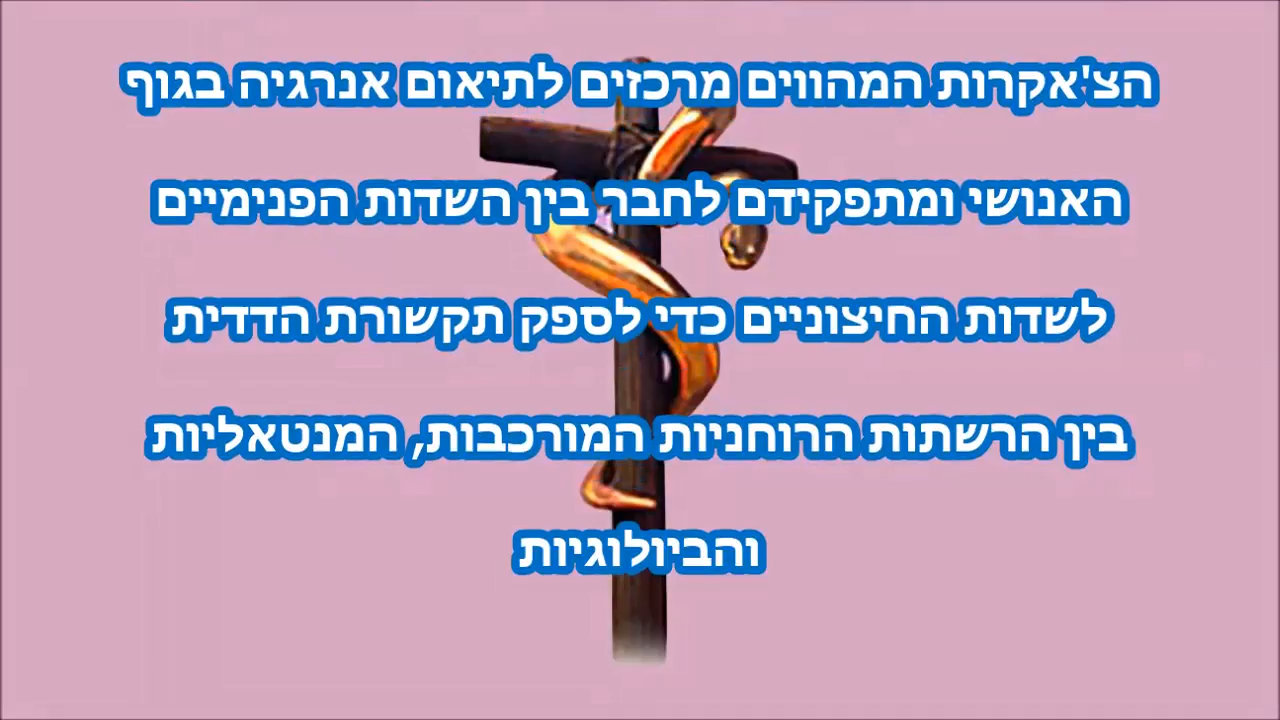 הצ'אקרות המהווים מרכזים לתיאום אנרגיה בגוף
האנושי ומתפקידם לחבר בין השדות הפנימיים
לשדות החיצוניים כדי לספק תקשורת הדדית
בין הרשתות הרוחניות המורכבות, המנטאליות
והביולוגיות